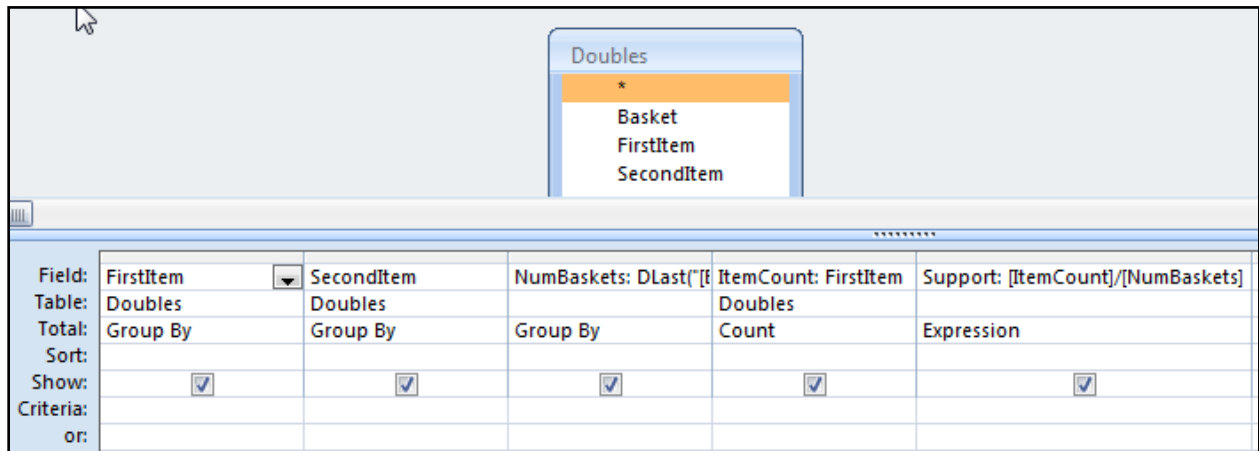 Doubles
*
Basket
FirstItem
SecondItem
Field: FirstItem SecondItem NumBaskets: DLast("[ ItemCount: FirstItem Support: [ItemCount]/[NumBaskets]
Table: Doubles Doubles Doubles
Total: Group By Group By Group By Count Expression
Sort:
Show:
Criteria:
or: